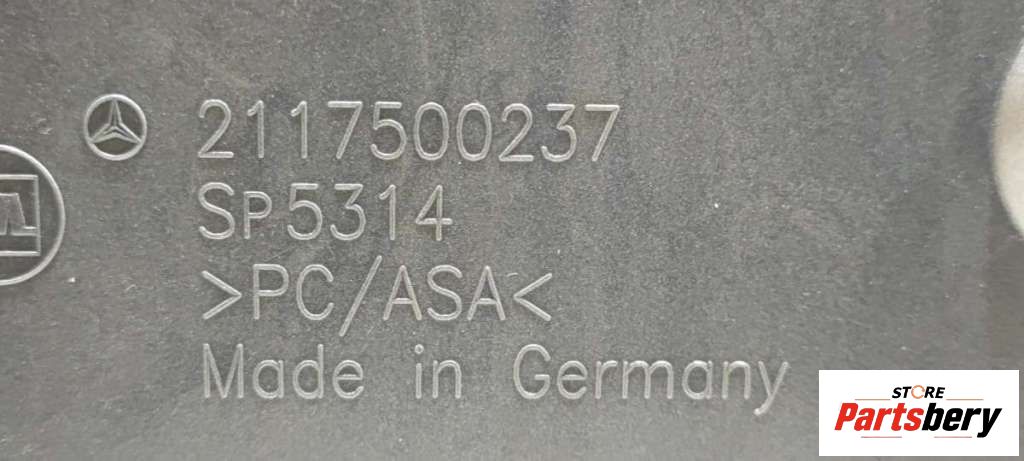 2117500237
SP5314
>PC/ASA<
Made in Germany
STORE
Partsbery